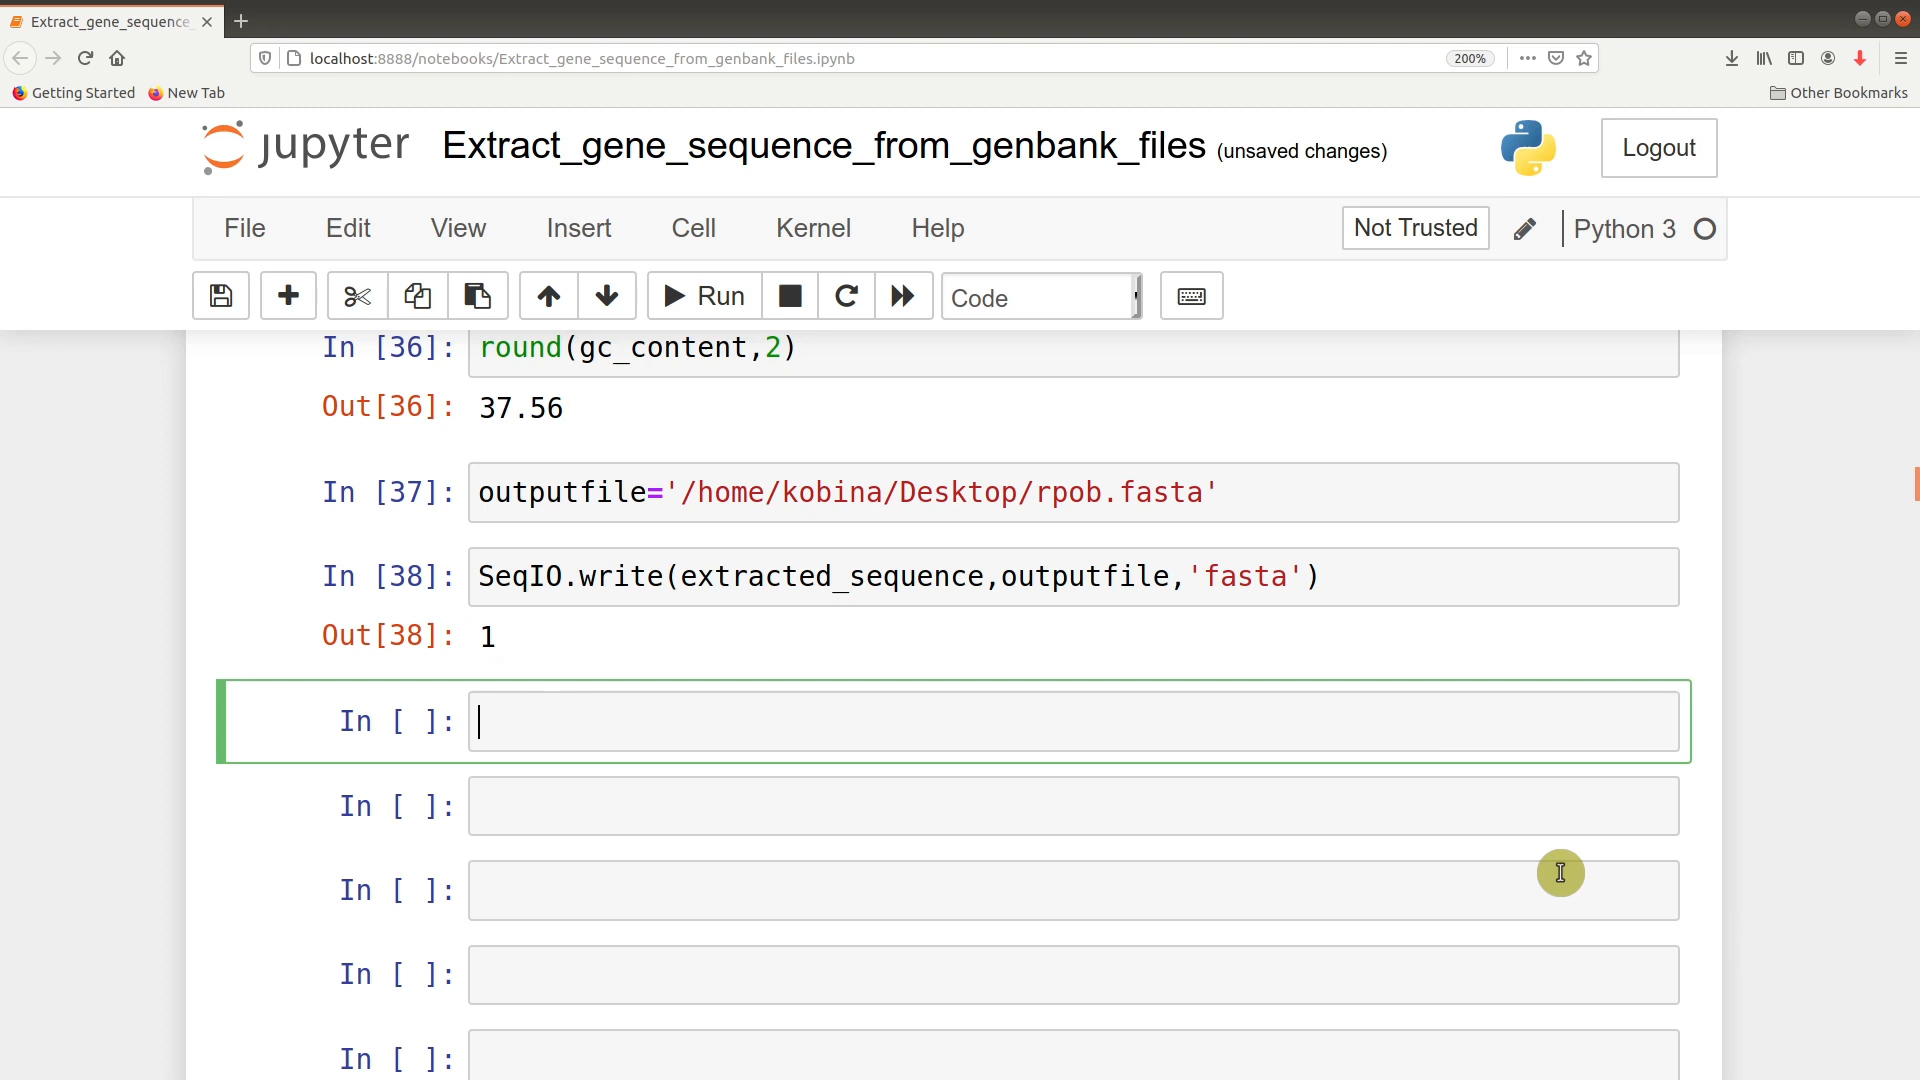 Extract_gene_sequence_
localhost:8888/notebooks/Extract_gene_sequence_from_genbank_files.ipynb
200%
Getting Started
New Tab
Other Bookmarks
jupyter
Extract_gene_sequence_from_genbank_files (unsaved changes)
Logout
File Edit View Insert Cell Kernel Help
Not Trusted
Python 3
Run
Code
In [36]: round(gc_content,2)
Out[36]: 37.56
In [37]: outputfile='/home/kobina/Desktop/rpob.fasta'
In [38]: SeqIO.write(extracted_sequence,outputfile,'fasta')
Out[38]: 1
In [ ]:
In [ ]:
In [ ]:
In [ ]:
In [ ]: